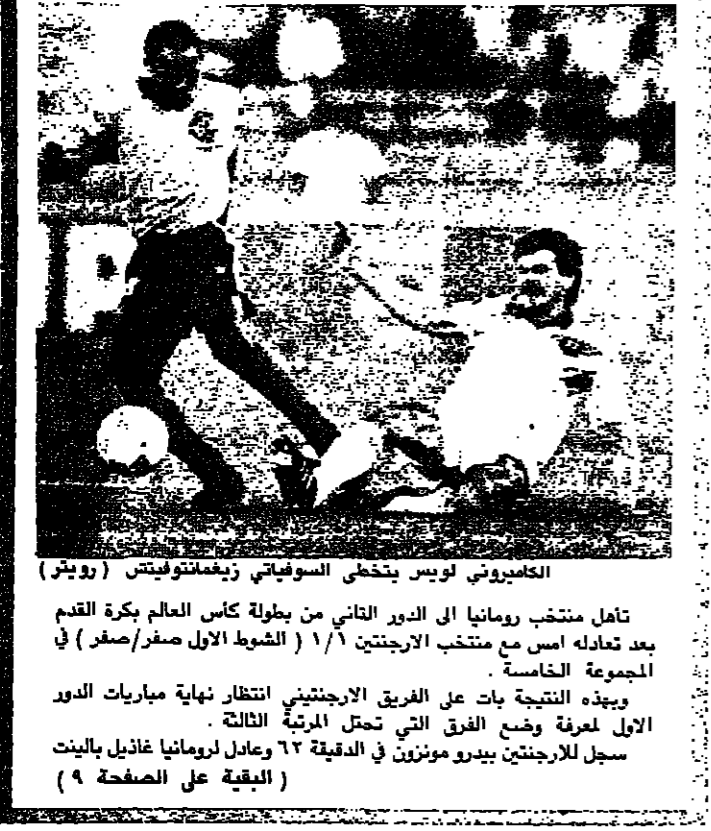 الكاميروني لويس يتخطى السوفياتي زيغمانتوفيتش ( رويتر )
تأهل منتخب رومانيا الى الدور الثاني من بطولة كأس العالم بكرة القدم
بعد تعادله امس مع منتخب الارجنتين ١/١ ( الشوط الاول صفر/صفر ) في
المجموعة الخامسة .
وبهذه النتيجة بات على الفريق الارجنتيني انتظار نهاية مباريات الدور
الاول لمعرفة وضع الفرق التي تحتل المرتبة الثالثة .
سجل للارجنتين بيدرو مونزون في الدقيقة ٦٢ وعادل لرومانيا غاذيل بالينت
( البقية على الصفحة ٩ )